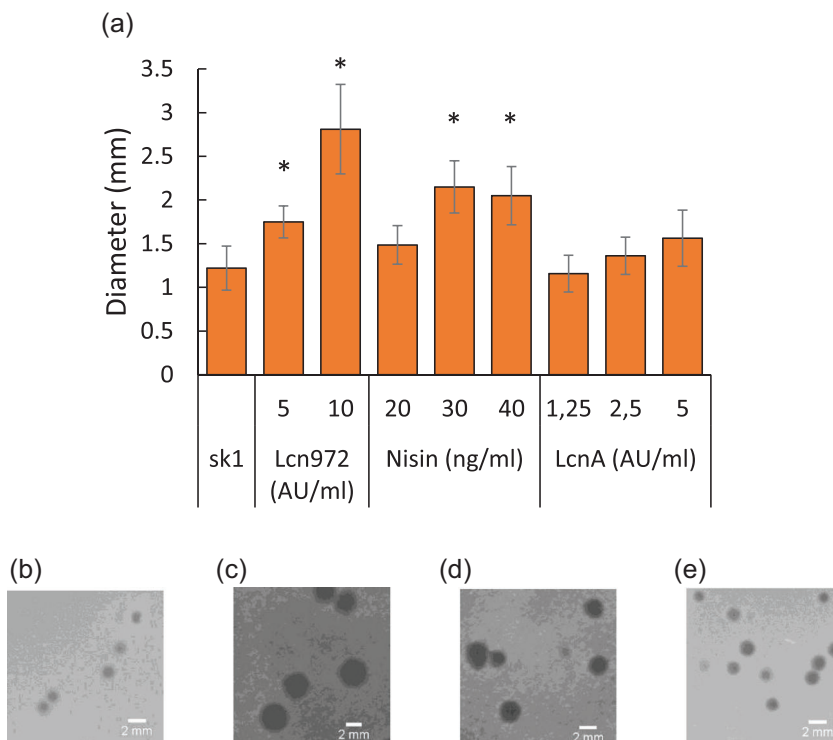 (a)
3.5
3
2.5
2
1.5
1
0.5
0
Diameter (mm)
*
*
*
*
5 10 20 30 40 1,25 2,5 5
sk1 Lcn972 Nisin (ng/ml) LcnA (AU/ml)
(AU/ml)
(b) (c) (d) (e)
2 mm 2 mm 2 mm 2 mm